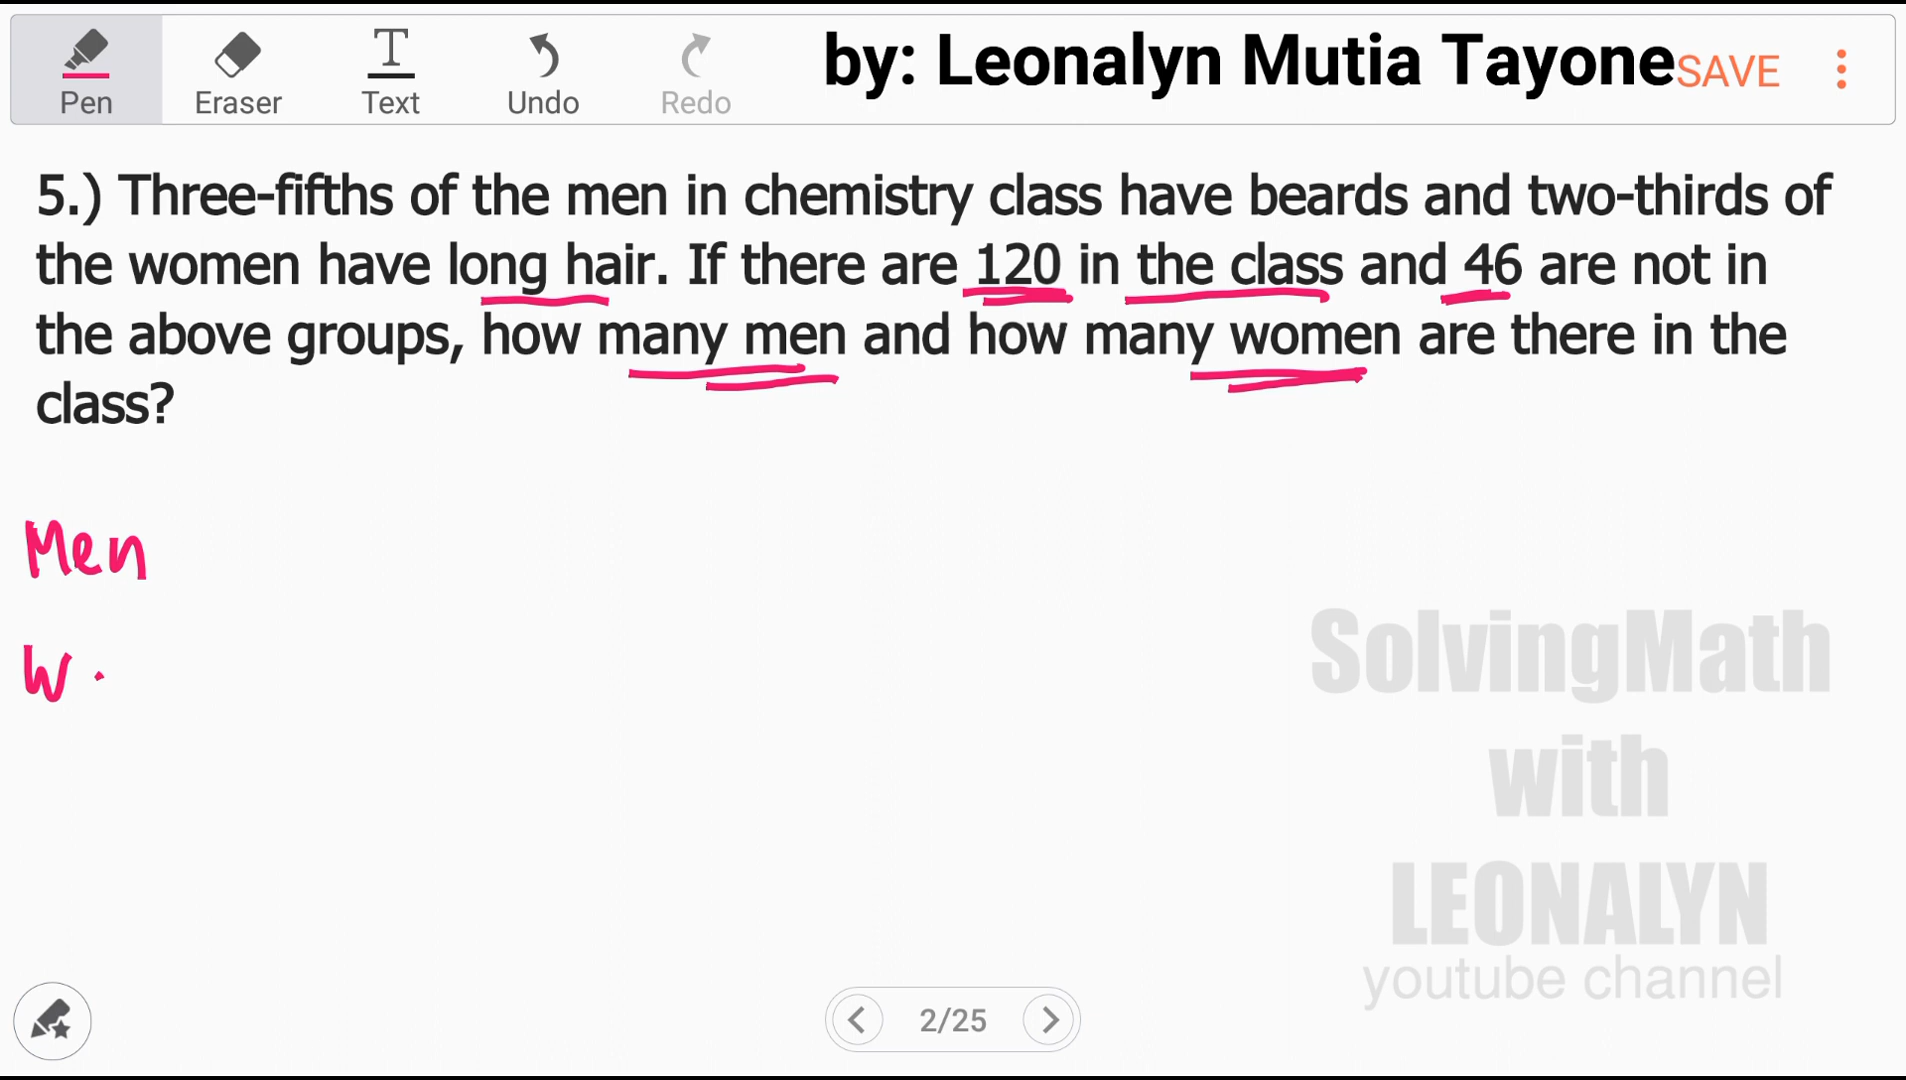 Pen
Eraser
Text
Undo
Redo
by: Leonalyn Mutia Tayone
SAVE
5.) Three-fifths of the men in chemistry class have beards and two-thirds of
the women have long hair. If there are 120 in the class and 46 are not in
the above groups, how many men and how many women are there in the
class?
Men
W
SolvingMath
with
LEONALYN
youtube channel
2/25